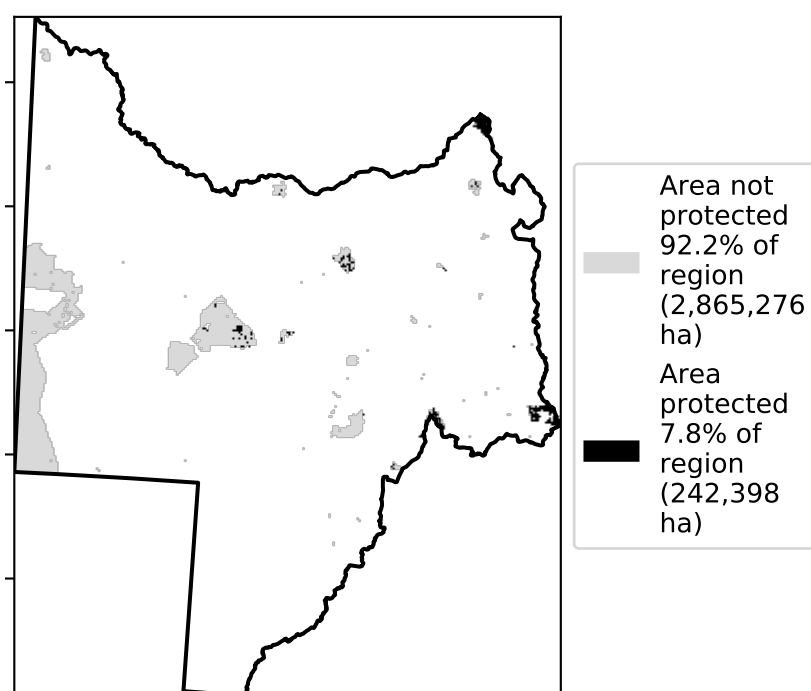 Area not
protected
92.2% of
region
(2,865,276
ha)
Area
protected
7.8% of
region
(242,398
ha)